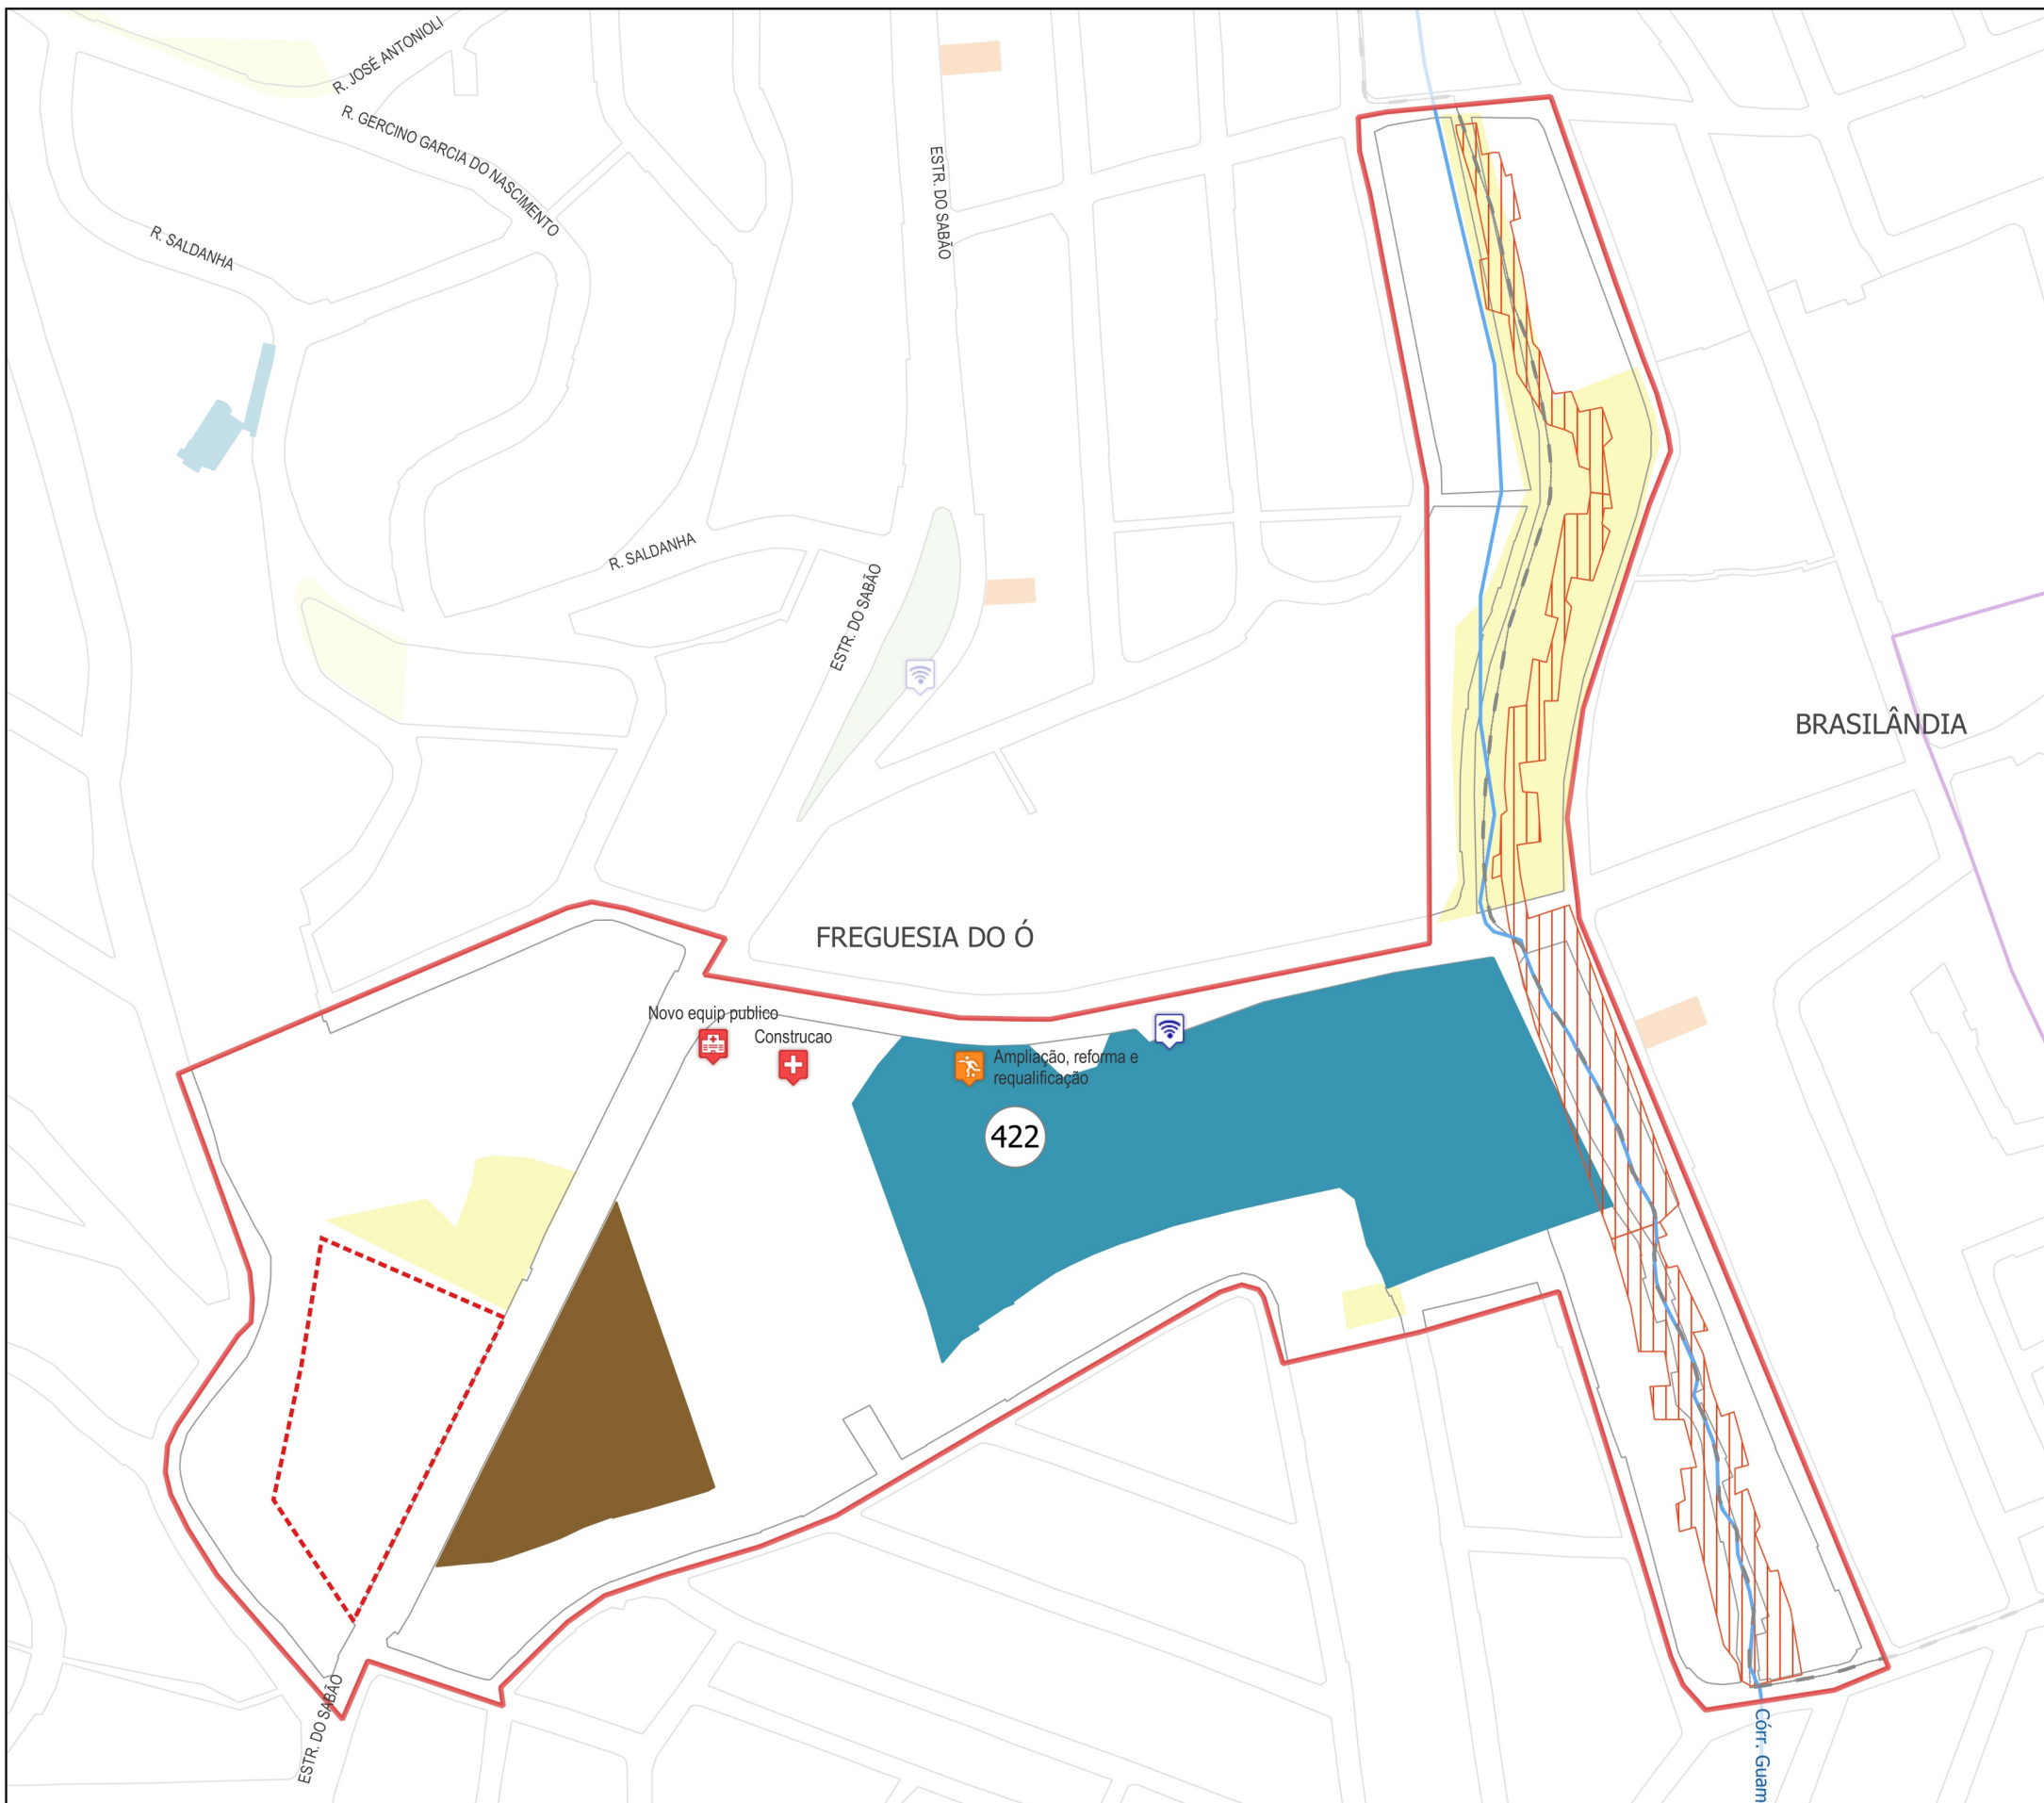 R. JOSÉ ANTONIOLI
R. GERCINO GARCIA DO NASCIMENTO
R. SALDANHA
ESTR. DO SABÃO
R. SALDANHA
ESTR. DO SABÃO
BRASILÂNDIA
FREGUESIA DO Ó
Novo equip publico
Construcao
Ampliação, reforma e
requalificação
422
ESTR. DO SABÃO
Córr. Guam